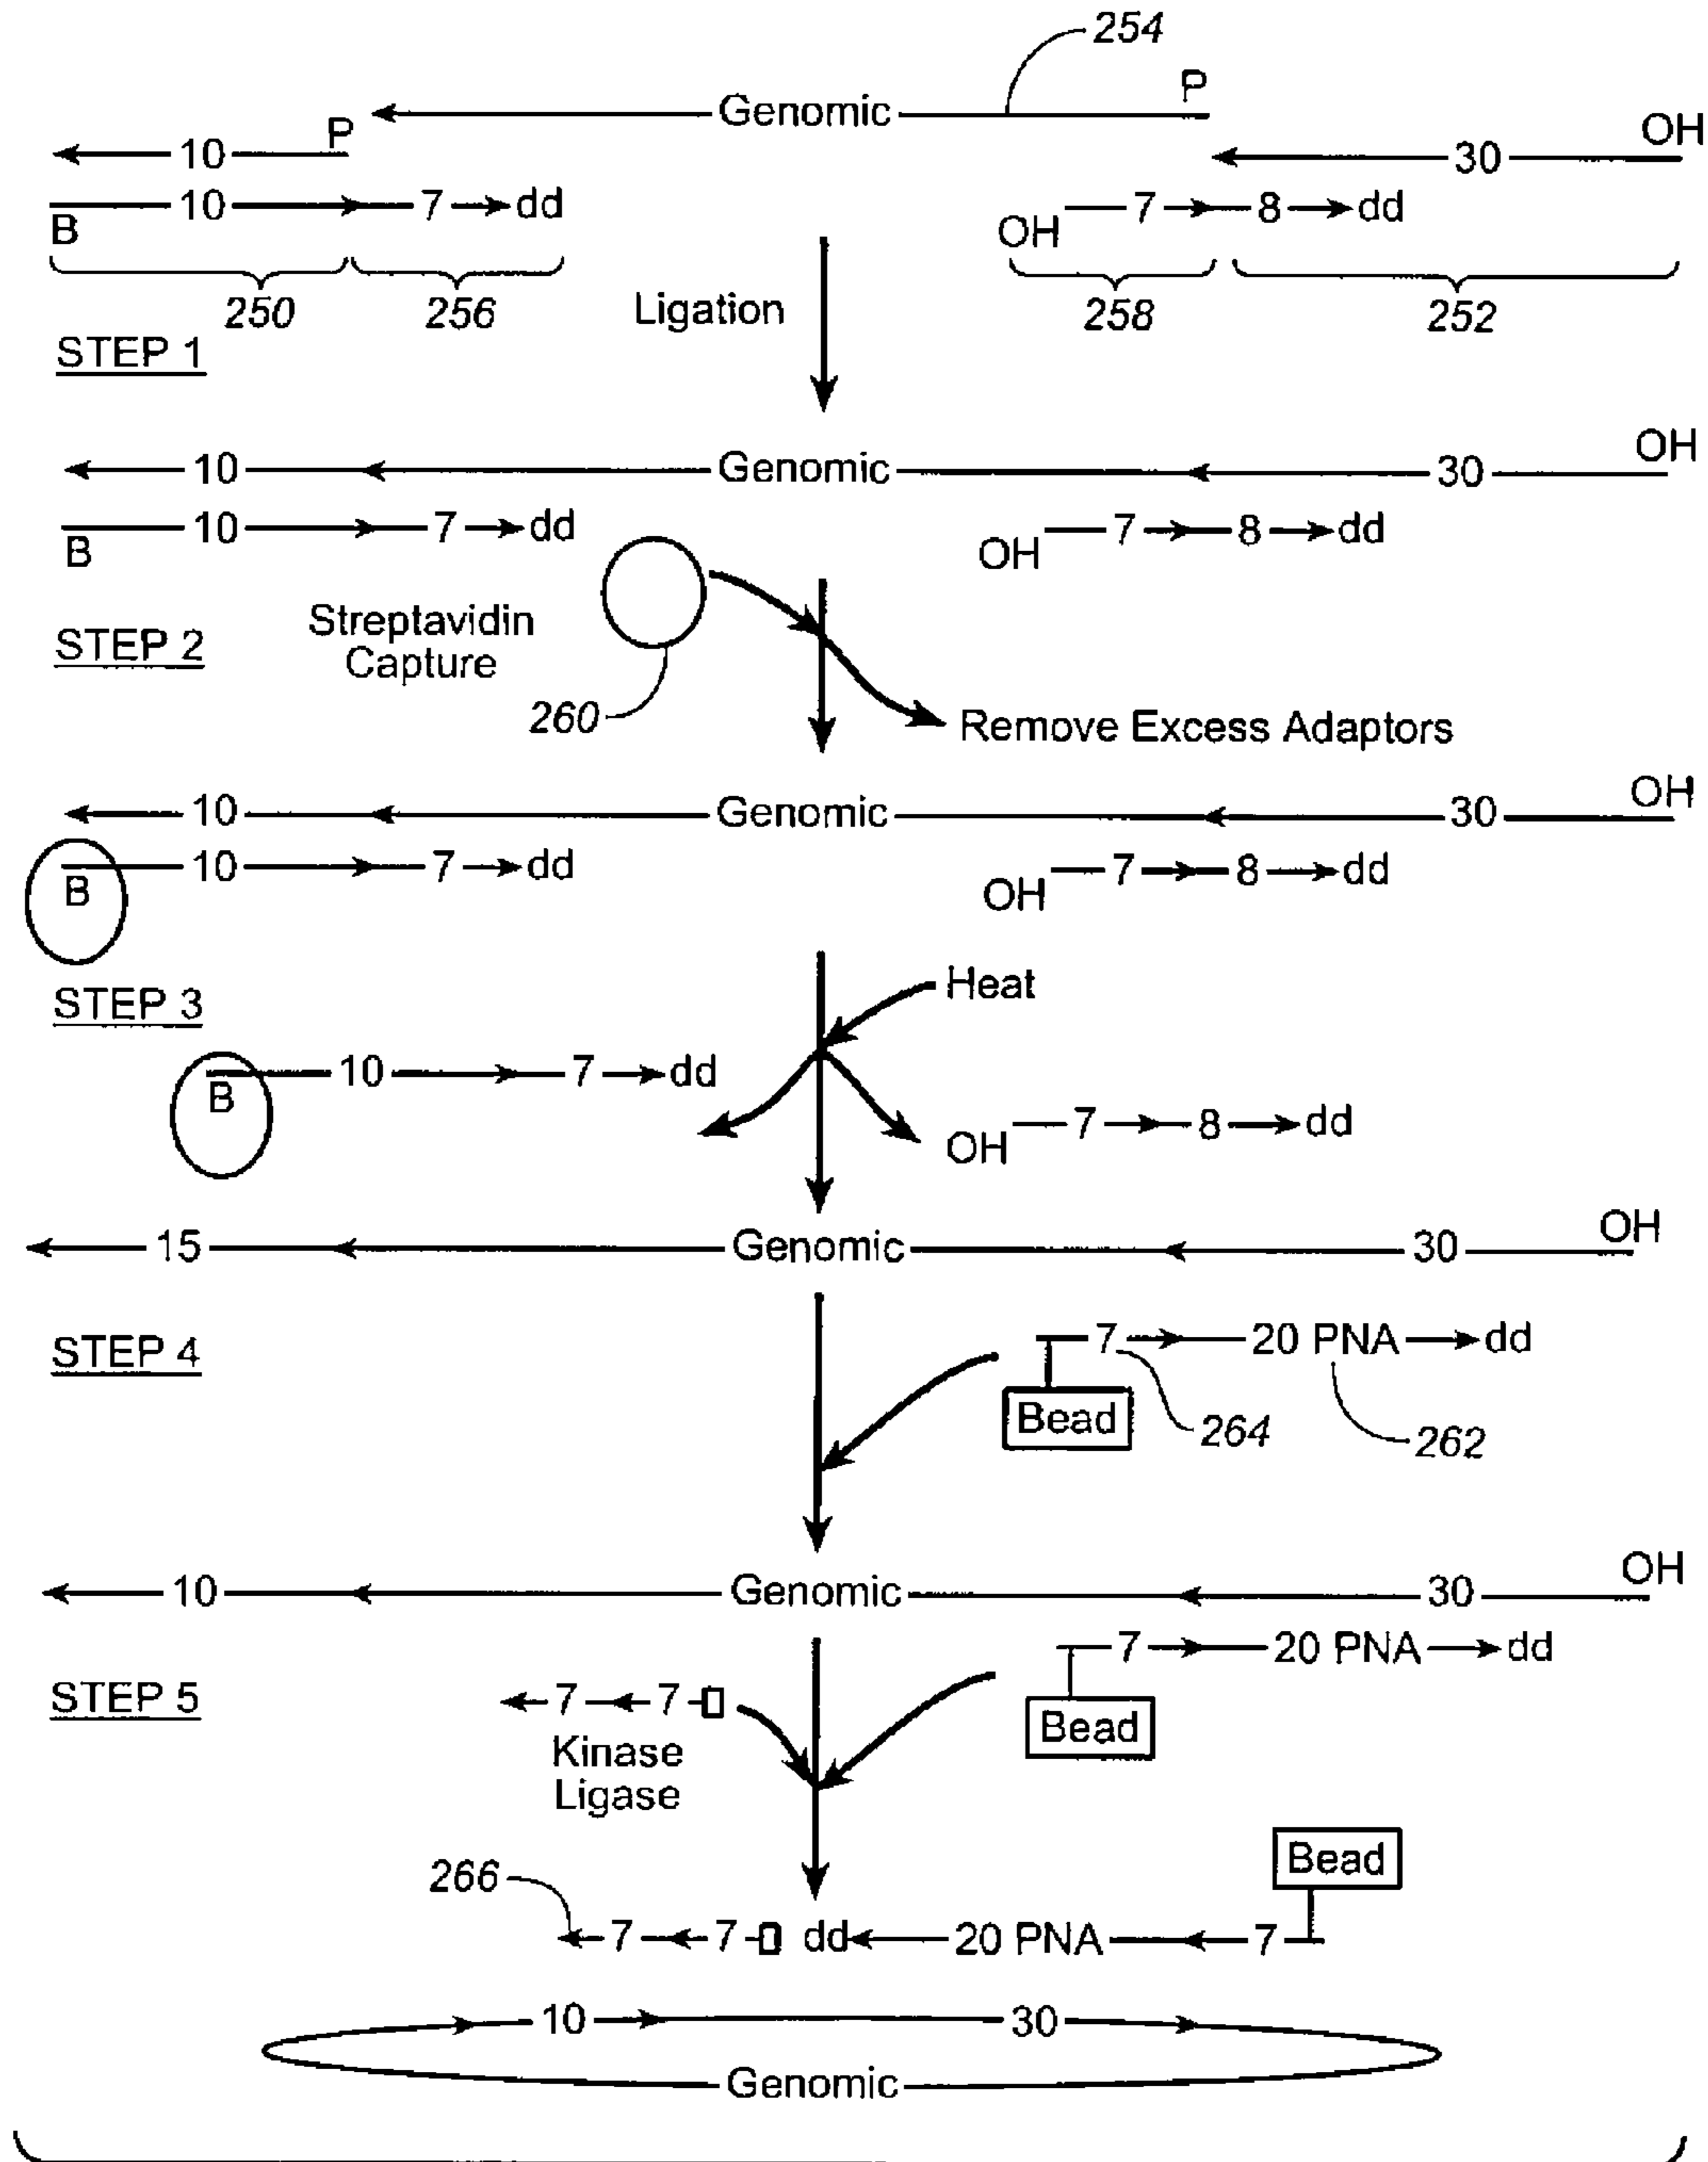 254
P
Genomic
P
10
OH
30
10 7 dd
B
7 8 dd
OH
250 256 Ligation 258 252
STEP 1
OH
10 Genomic 30
10 7 dd
B
7 8 dd
OH
Streptavidin
Capture
STEP 2
260
Remove Excess Adaptors
OH
10 Genomic 30
10 7 dd
B
7 8 dd
OH
STEP 3
Heat
10 7 dd
B
7 8 dd
OH
OH
15 Genomic 30
STEP 4
7 20 PNA dd
Bead
264
262
OH
10 Genomic 30
7 20 PNA dd
STEP 5
7 7
Bead
Kinase
Ligase
Bead
266
7 7 dd 20 PNA 7
10 30
Genomic